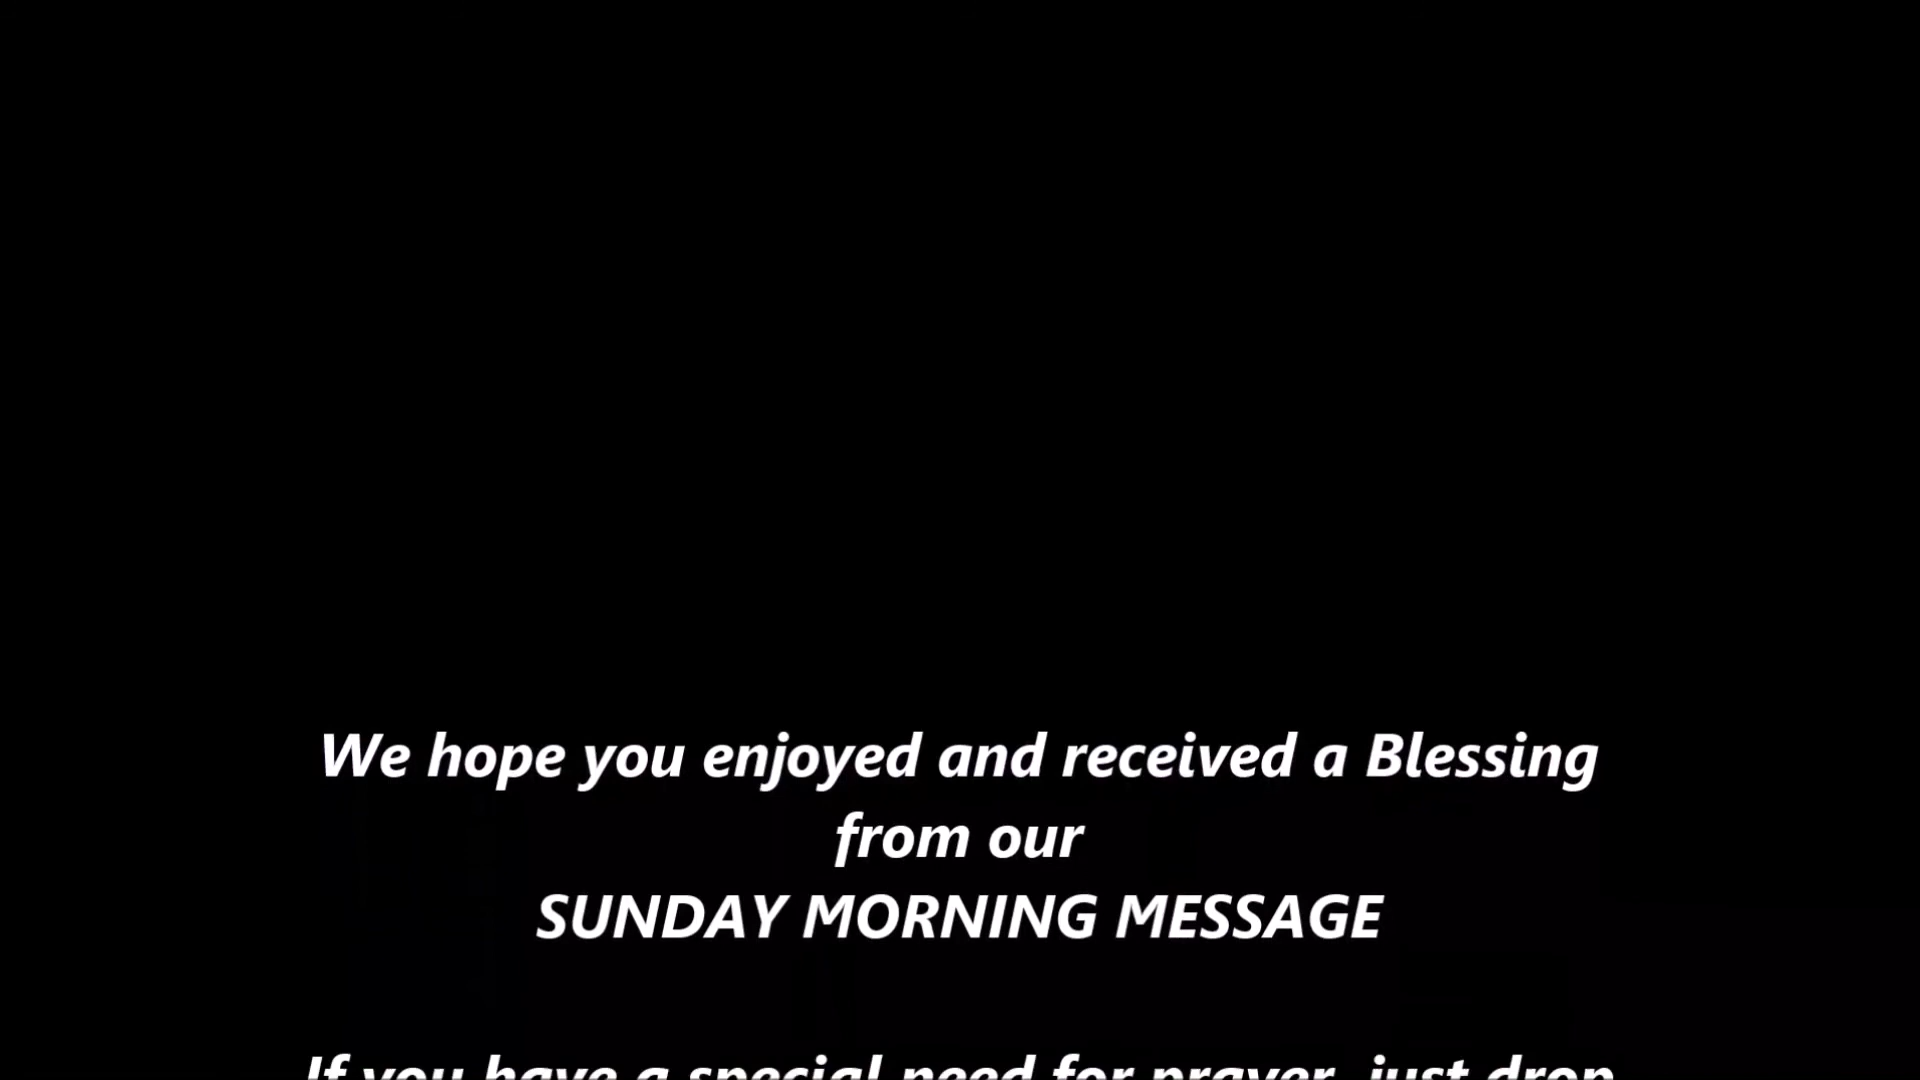 We hope you enjoyed and received a Blessing
from our
SUNDAY MORNING MESSAGE
If you have a special need for prayer, just drop